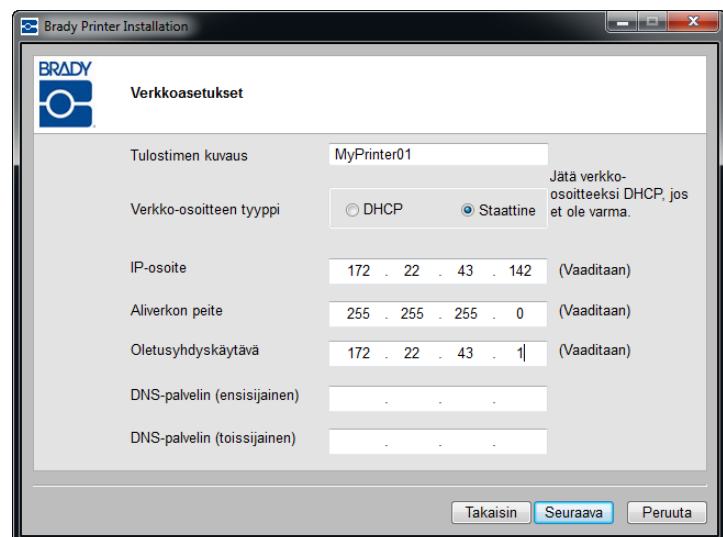 Brady Printer Installation
BRADY
Verkkoasetukset
Tulostimen kuvaus MyPrinter01
Jätä verkko-
osoitteeksi DHCP, jos
et ole varma.
Verkko-osoitteen tyyppi DHCP Staattine
IP-osoite 172 . 22 . 43 . 142 (Vaaditaan)
Aliverkon peite 255 . 255 . 255 . 0 (Vaaditaan)
Oletusyhdyskäytävä 172 . 22 . 43 . 1 (Vaaditaan)
DNS-palvelin (ensisijainen) . . .
DNS-palvelin (toissijainen) . . .
Takaisin Seuraava Peruuta